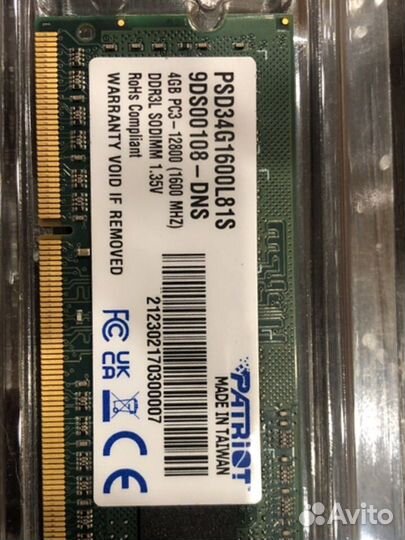 PSD34G1600L81S
9DS00108-DNS
4GB PC3-12800 (1600 MHZ)
DDR3L SODIMM 1.35V
RoHS Compliant
WARRANTY VOID IF REMOVED
2123021703000007
FC
UK
CA
CE
PATRIOT
MADE IN TAIWAN
Avito